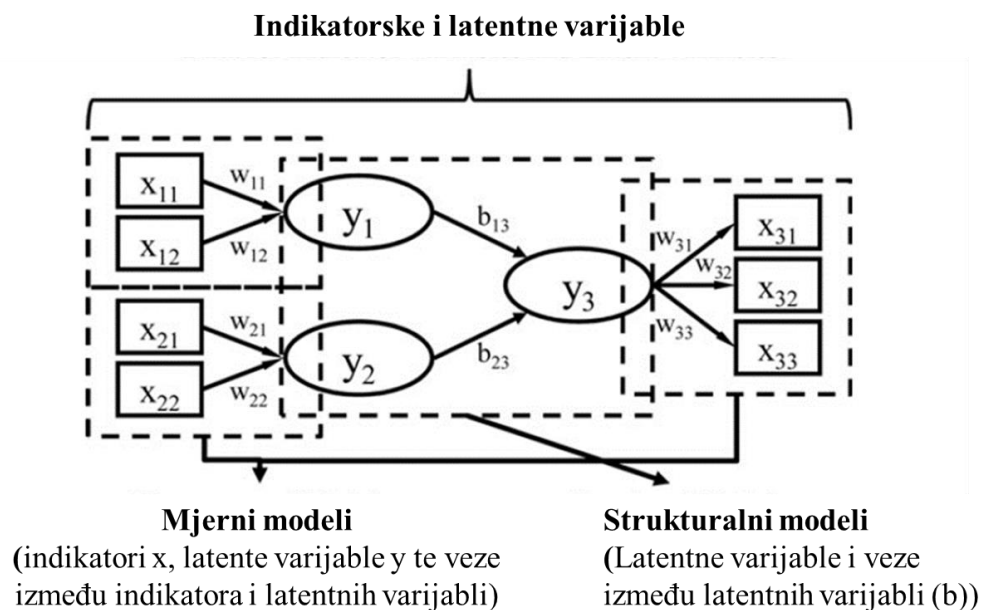 Indikatorske i latentne varijable
x11
w11
x12
w12
y1
b13
x21
w21
x22
w22
y2
b23
y3
w31
w32
w33
x31
x32
x33
Mjerni modeli
(indikatori x, latente varijable y te veze
između indikatora i latentnih varijabli)
Strukturalni modeli
(Latentne varijable i veze
između latentnih varijabli (b))